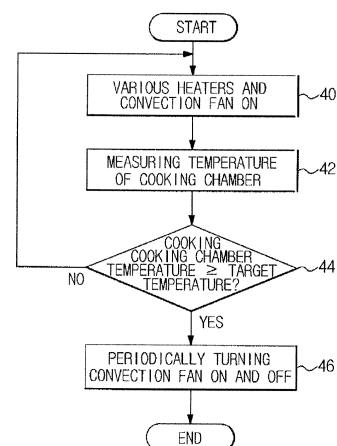 START
VARIOUS HEATERS AND
CONVECTION FAN ON
40
MEASURING TEMPERATURE
OF COOKING CHAMBER
42
COOKING
COOKING CHAMBER
TEMPERATURE ≥ TARGET
TEMPERATURE?
44
NO
YES
PERIODICALLY TURNING
CONVECTION FAN ON AND OFF
46
END